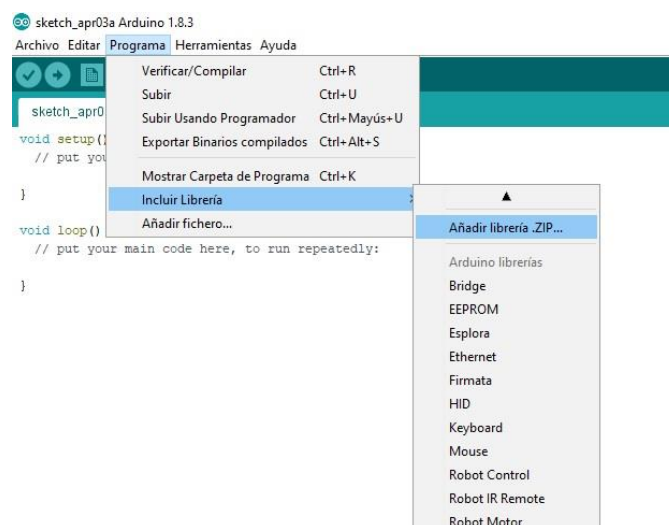 sketch_apr03a Arduino 1.8.3
Archivo Editar Programa Herramientas Ayuda
sketch_apr0
Verificar/Compilar Ctrl+R
Subir Ctrl+U
Subir Usando Programador Ctrl+Mayús+U
Exportar Binarios compilados Ctrl+Alt+S
Mostrar Carpeta de Programa Ctrl+K
Incluir Librería
Añadir fichero...
void setup()
// put you
}
void loop()
// put your main code here, to run repeatedly:
}
Añadir librería .ZIP...
Arduino librerías
Bridge
EEPROM
Esplora
Ethernet
Firmata
HID
Keyboard
Mouse
Robot Control
Robot IR Remote
Robot Motor